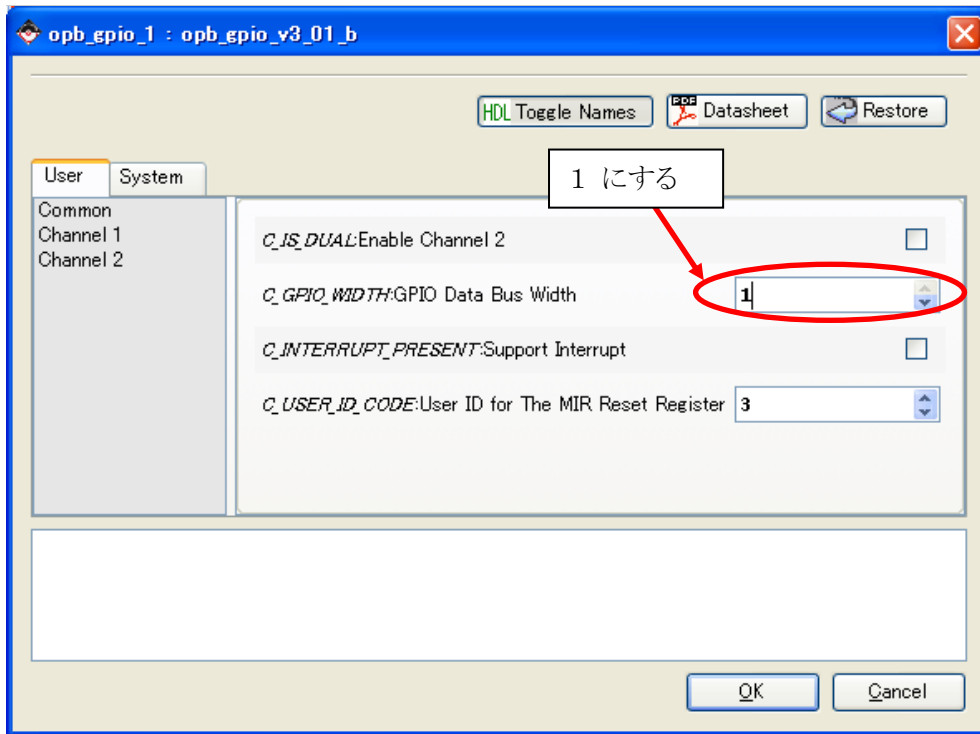 opb_gpio_1 : opb_gpio_v3_01_b
HDL Toggle Names
PDF Datasheet
Restore
1 にする
User
System
Common
Channel 1
Channel 2
C_IS_DUAL:Enable Channel 2
C_GPIO_WIDTH:GPIO Data Bus Width
1
C_INTERRUPT_PRESENT:Support Interrupt
C_USER_ID_CODE:User ID for The MIR Reset Register
3
OK
Cancel